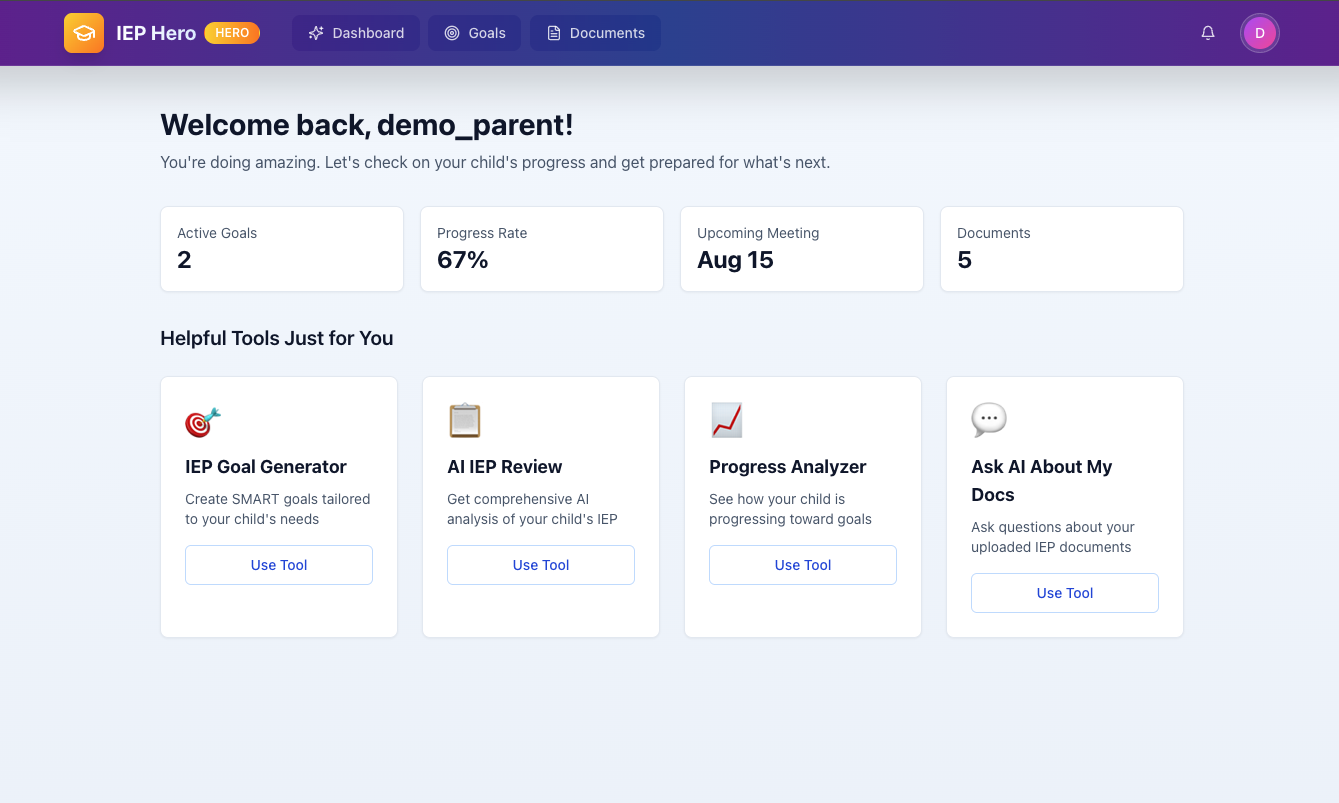 IEP Hero HERO Dashboard Goals Documents D
Welcome back, demo_parent!
You're doing amazing. Let's check on your child's progress and get prepared for what's next.
Active Goals
2
Progress Rate
67%
Upcoming Meeting
Aug 15
Documents
5
Helpful Tools Just for You
IEP Goal Generator
Create SMART goals tailored
to your child's needs
Use Tool
AI IEP Review
Get comprehensive AI
analysis of your child's IEP
Use Tool
Progress Analyzer
See how your child is
progressing toward goals
Use Tool
Ask AI About My
Docs
Ask questions about your
uploaded IEP documents
Use Tool